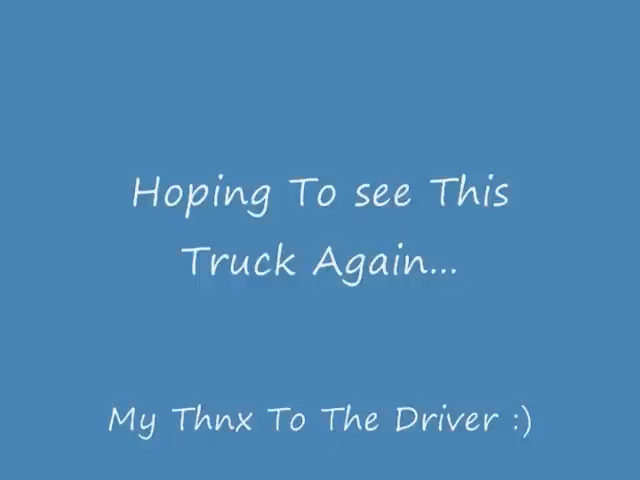 Hoping To see This
Truck Again...
My Thnx To The Driver :)